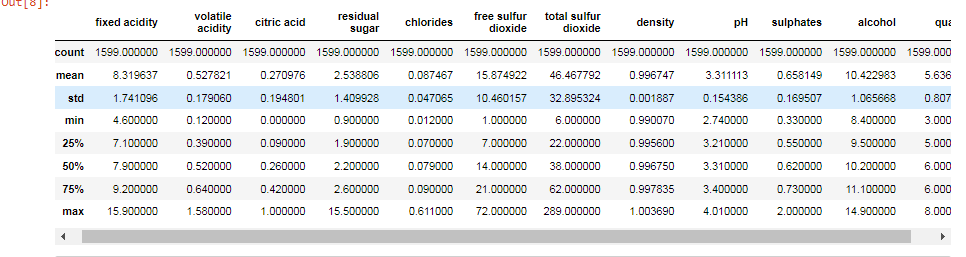 Out[8]:
fixed acidity volatile acidity citric acid residual sugar chlorides free sulfur dioxide total sulfur dioxide density pH sulphates alcohol qua
count 1599.000000 1599.000000 1599.000000 1599.000000 1599.000000 1599.000000 1599.000000 1599.000000 1599.000000 1599.000000 1599.000000 1599.000
mean 8.319637 0.527821 0.270976 2.538806 0.087467 15.874922 46.467792 0.996747 3.311113 0.658149 10.422983 5.636
std 1.741096 0.179060 0.194801 1.409928 0.047065 10.460157 32.895324 0.001887 0.154386 0.169507 1.065668 0.807
min 4.600000 0.120000 0.000000 0.900000 0.012000 1.000000 6.000000 0.990070 2.740000 0.330000 8.400000 3.000
25% 7.100000 0.390000 0.090000 1.900000 0.070000 7.000000 22.000000 0.995600 3.210000 0.550000 9.500000 5.000
50% 7.900000 0.520000 0.260000 2.200000 0.079000 14.000000 38.000000 0.996750 3.310000 0.620000 10.200000 6.000
75% 9.200000 0.640000 0.420000 2.600000 0.090000 21.000000 62.000000 0.997835 3.400000 0.730000 11.100000 6.000
max 15.900000 1.580000 1.000000 15.500000 0.611000 72.000000 289.000000 1.003690 4.010000 2.000000 14.900000 8.000